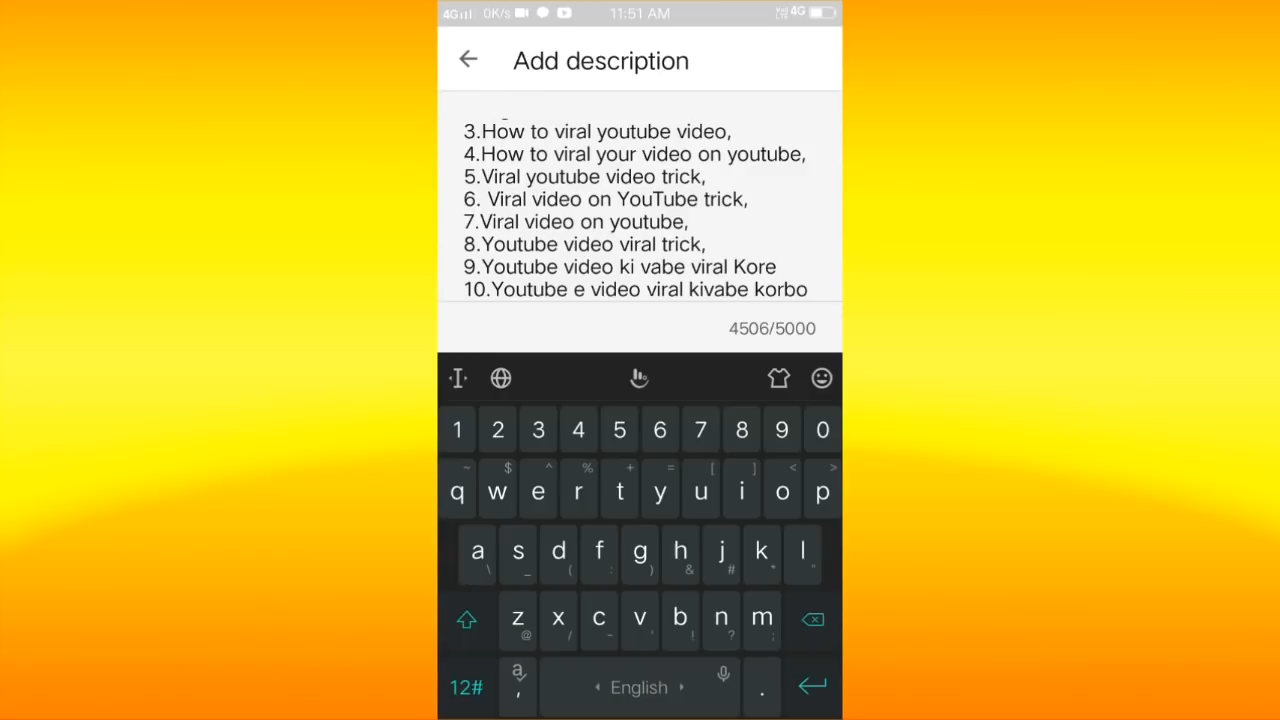 4G 0K/s 11:51 AM VoLTE 4G
Add description
3.How to viral youtube video,
4.How to viral your video on youtube,
5.Viral youtube video trick,
6. Viral video on YouTube trick,
7.Viral video on youtube,
8.Youtube video viral trick,
9.Youtube video ki vabe viral Kore
10.Youtube e video viral kivabe korbo
4506/5000
1 2 3 4 5 6 7 8 9 0
~ $ ^ % + = [ ] < >
q w e r t y u i o p
a s d f g h j k l
\ _ ( : ) & # * "
z x c v b n m
@ / - ' ! ? ;
12# a , English .